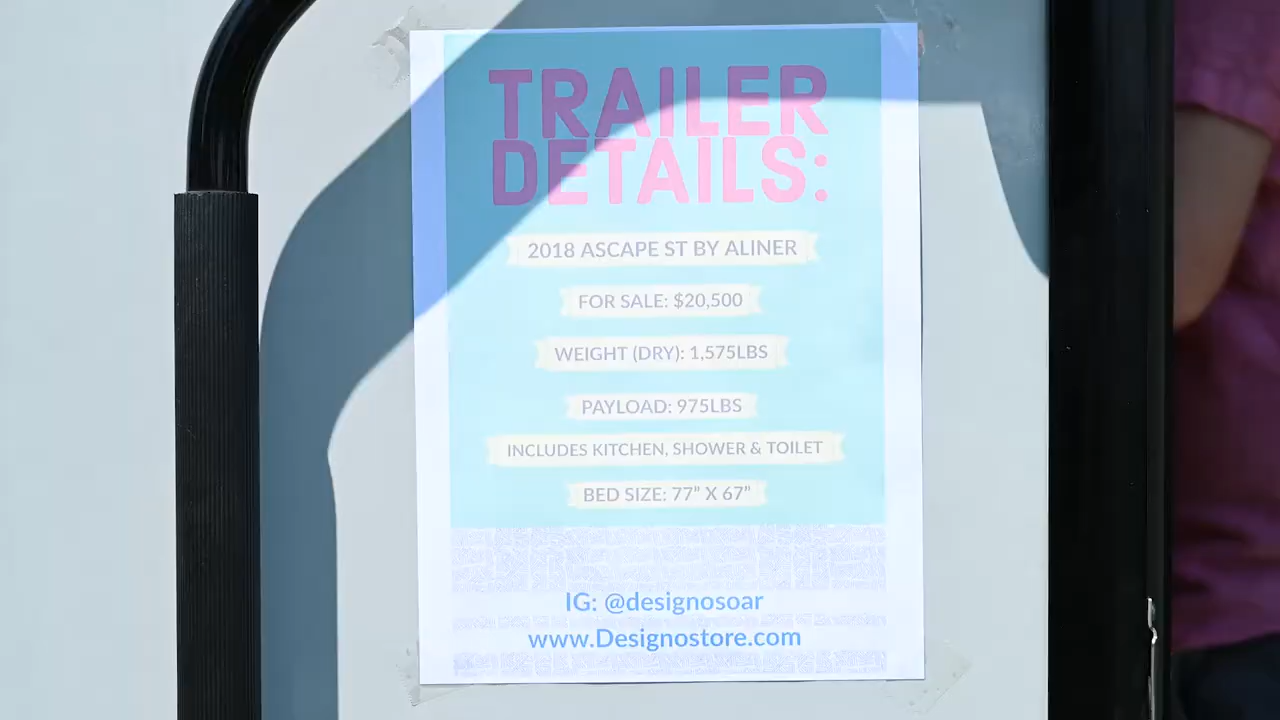 TRAILER
DETAILS:
2018 ASCAPE ST BY ALINER
FOR SALE: $20,500
WEIGHT (DRY): 1,575LBS
PAYLOAD: 975LBS
INCLUDES KITCHEN, SHOWER & TOILET
BED SIZE: 77” X 67”
IG: @designosoar
www.Designostore.com